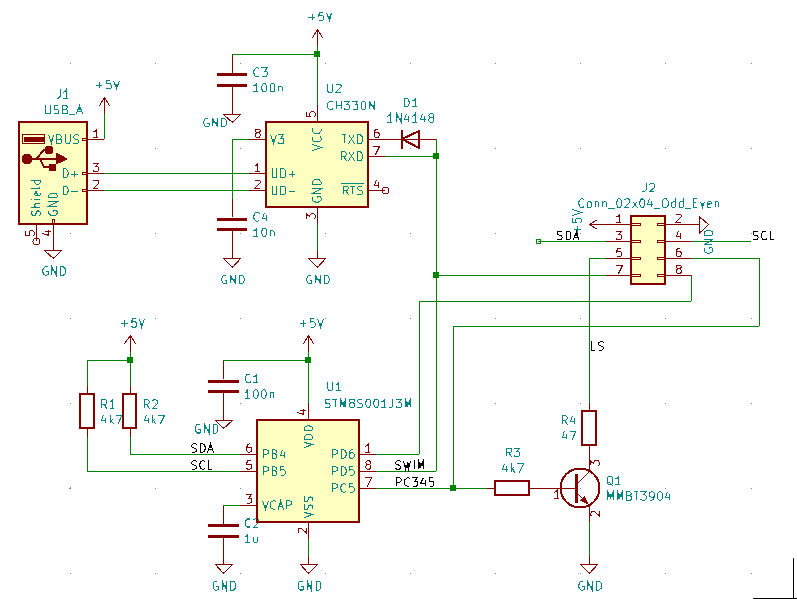 +5V
C3
100n
GND
U2
CH330N
J1
USB_A
+5V
VBUS
1
D+
3
D-
2
Shield
GND
5
4
GND
5
VCC
8
V3
TXD
6
RXD
7
1
UD+
2
UD-
GND
RTS
4
3
GND
D1
1N4148
C4
10n
GND
J2
Conn_02x04_Odd_Even
+5V
1
2
GND
SDA
3
4
SCL
5
6
7
8
LS
+5V
R1
4k7
R2
4k7
+5V
C1
100n
GND
U1
STM8S001J3M
4
VDD
SDA
6
PB4
PD6
1
SCL
5
PB5
PD5
8
SWIM
PC5
7
PC345
3
VCAP
VSS
2
C2
1u
GND
GND
R3
4k7
R4
47
3
1
2
Q1
MMBT3904
GND